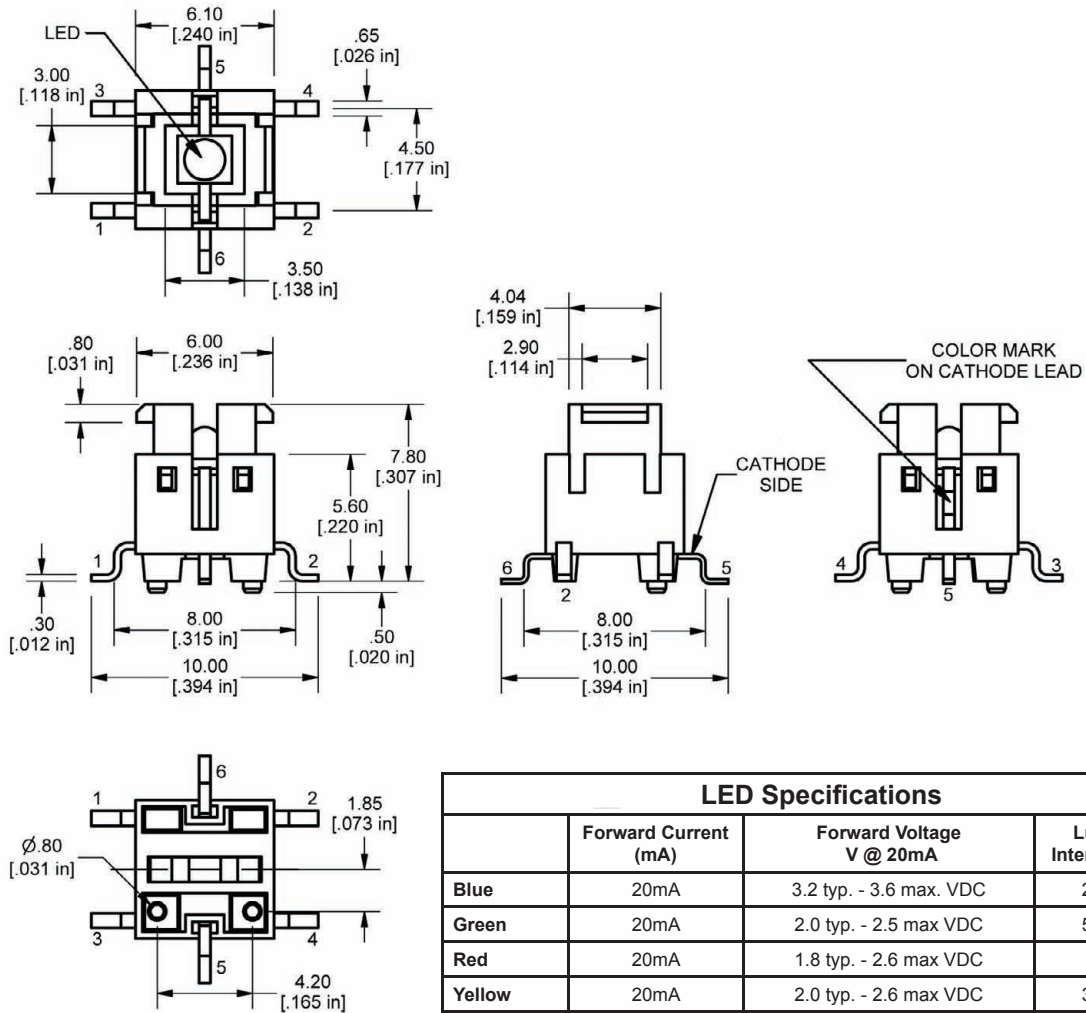 6.10
[.240 in]
LED
5
.65
[.026 in]
3.00
[.118 in]
3
4
4.50
[.177 in]
1
2
6
3.50
[.138 in]
.80
[.031 in]
6.00
[.236 in]
7.80
[.307 in]
5.60
[.220 in]
1
2
.30
[.012 in]
8.00
[.315 in]
.50
[.020 in]
10.00
[.394 in]
4.04
[.159 in]
2.90
[.114 in]
CATHODE
SIDE
6
5
2
8.00
[.315 in]
10.00
[.394 in]
COLOR MARK
ON CATHODE LEAD
4
3
5
6
1
2
1.85
[.073 in]
Ø.80
[.031 in]
3
4
5
4.20
[.165 in]
LED Specifications
Forward Current
(mA)
Forward Voltage
V @ 20mA
Blue 20mA 3.2 typ. - 3.6 max. VDC
Green 20mA 2.0 typ. - 2.5 max VDC
Red 20mA 1.8 typ. - 2.6 max VDC
Yellow 20mA 2.0 typ. - 2.6 max VDC